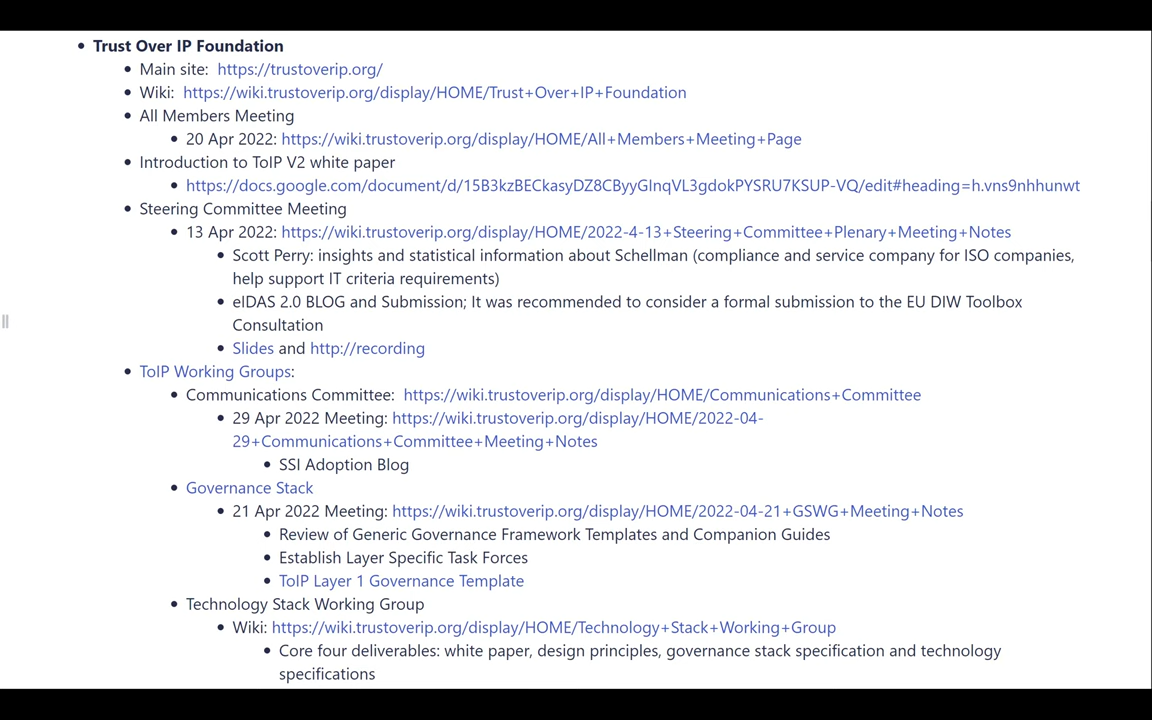 Trust Over IP Foundation
Main site: https://trustoverip.org/
Wiki: https://wiki.trustoverip.org/display/HOME/Trust+Over+IP+Foundation
All Members Meeting
20 Apr 2022: https://wiki.trustoverip.org/display/HOME/All+Members+Meeting+Page
Introduction to ToIP V2 white paper
https://docs.google.com/document/d/15B3kzBECkasyDZ8CByyGInqVL3gdokPYSRU7KSUP-VQ/edit#heading=h.vns9nhhunwt
Steering Committee Meeting
13 Apr 2022: https://wiki.trustoverip.org/display/HOME/2022-4-13+Steering+Committee+Plenary+Meeting+Notes
Scott Perry: insights and statistical information about Schellman (compliance and service company for ISO companies,
help support IT criteria requirements)
eIDAS 2.0 BLOG and Submission; It was recommended to consider a formal submission to the EU DIW Toolbox
Consultation
Slides and http://recording
ToIP Working Groups:
Communications Committee: https://wiki.trustoverip.org/display/HOME/Communications+Committee
29 Apr 2022 Meeting: https://wiki.trustoverip.org/display/HOME/2022-04-
29+Communications+Committee+Meeting+Notes
SSI Adoption Blog
Governance Stack
21 Apr 2022 Meeting: https://wiki.trustoverip.org/display/HOME/2022-04-21+GSWG+Meeting+Notes
Review of Generic Governance Framework Templates and Companion Guides
Establish Layer Specific Task Forces
ToIP Layer 1 Governance Template
Technology Stack Working Group
Wiki: https://wiki.trustoverip.org/display/HOME/Technology+Stack+Working+Group
Core four deliverables: white paper, design principles, governance stack specification and technology
specifications